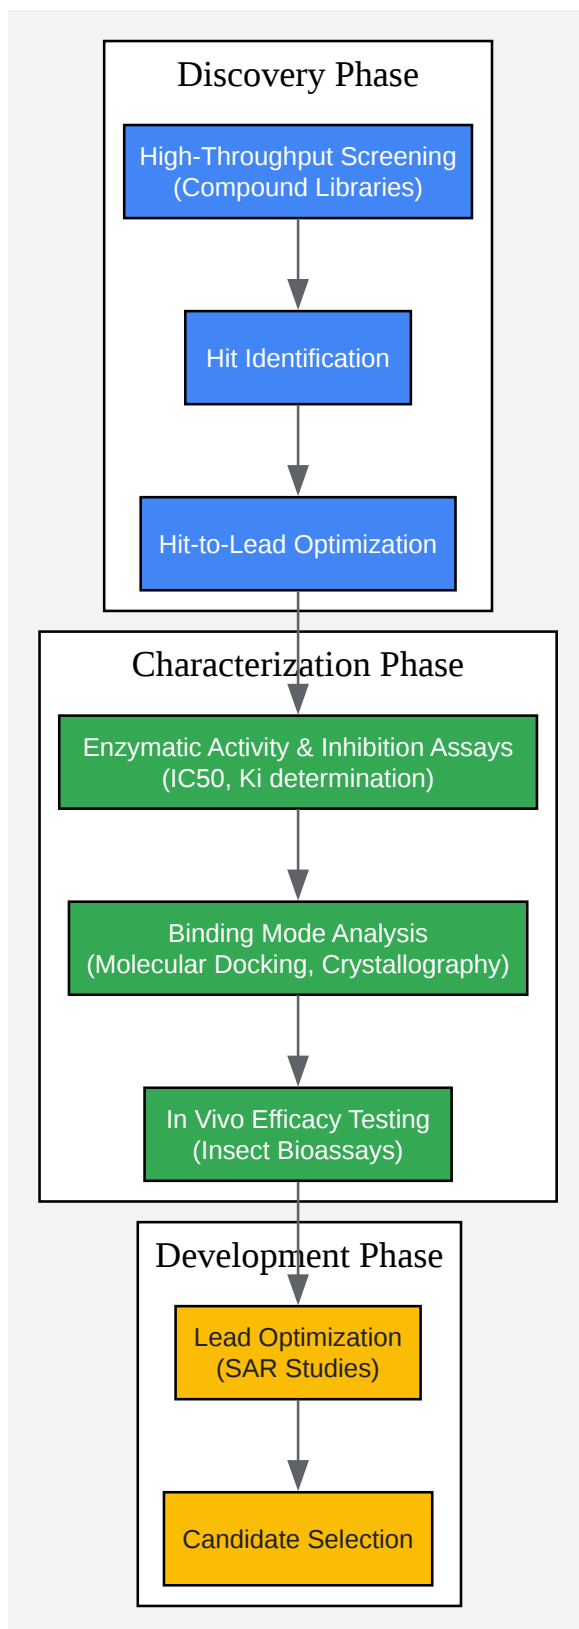 Discovery Phase
High-Throughput Screening
(Compound Libraries)
Hit Identification
Hit-to-Lead Optimization
Characterization Phase
Enzymatic Activity & Inhibition Assays
(IC50, Ki determination)
Binding Mode Analysis
(Molecular Docking, Crystallography)
In Vivo Efficacy Testing
(Insect Bioassays)
Development Phase
Lead Optimization
(SAR Studies)
Candidate Selection